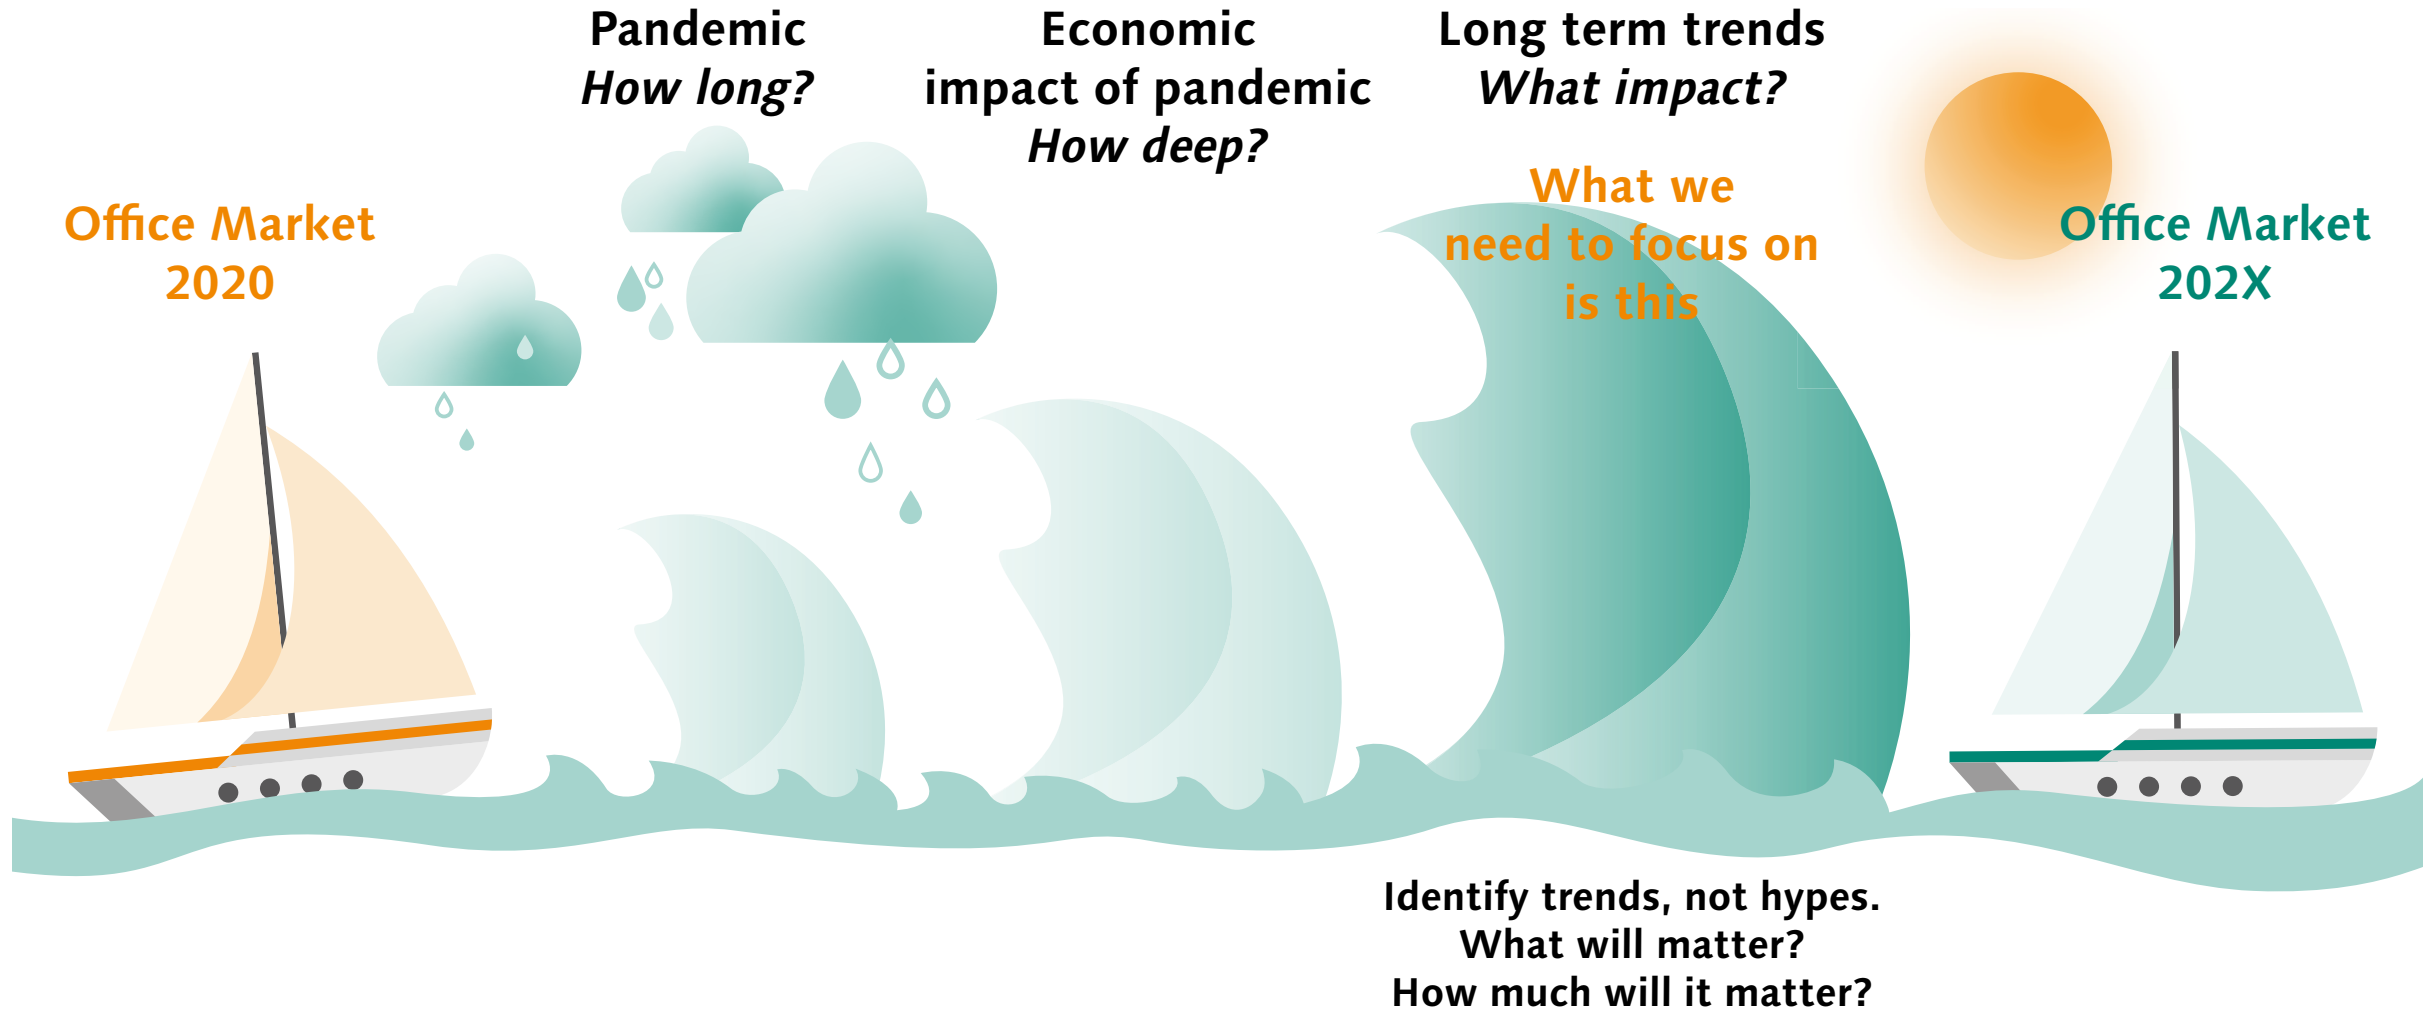 Pandemic
How long?
Economic
impact of pandemic
How deep?
Long term trends
What impact?
What we
need to focus on
is this
Office Market
2020
Office Market
202X
Identify trends, not hypes.
What will matter?
How much will it matter?